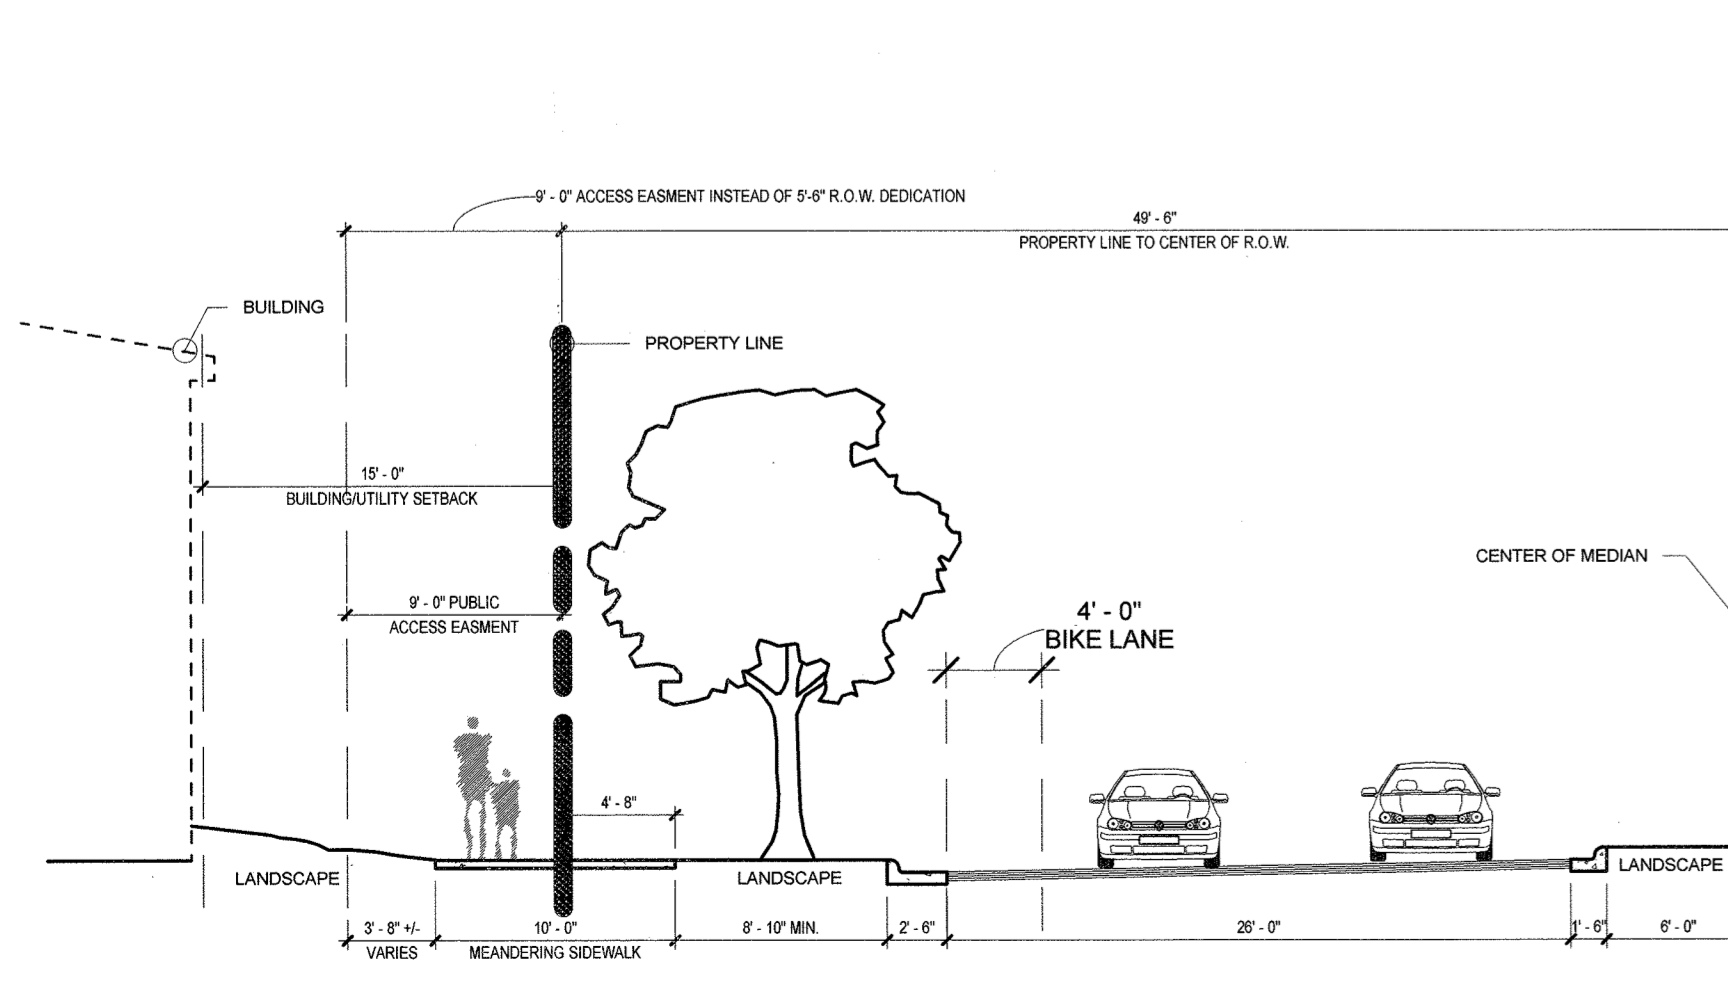 9' - 0" ACCESS EASMENT INSTEAD OF 5'-6" R.O.W. DEDICATION
49' - 6"
PROPERTY LINE TO CENTER OF R.O.W.
BUILDING
PROPERTY LINE
15' - 0"
BUILDING/UTILITY SETBACK
CENTER OF MEDIAN
9' - 0" PUBLIC
ACCESS EASMENT
4' - 0"
BIKE LANE
4' - 8"
LANDSCAPE
LANDSCAPE
LANDSCAPE
3' - 8" +/-
VARIES
10' - 0"
MEANDERING SIDEWALK
8' - 10" MIN.
2' - 6"
26' - 0"
1' - 6"
6' - 0"